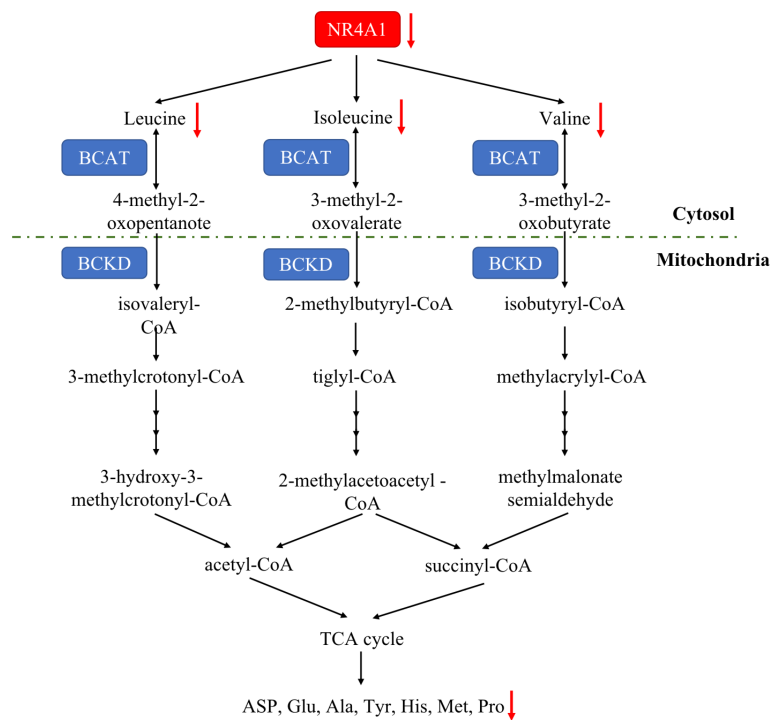 NR4A1
Leucine
Isoleucine
Valine
BCAT
BCAT
BCAT
4-methyl-2-
oxopentanote
3-methyl-2-
oxovalerate
3-methyl-2-
oxobutyrate
Cytosol
Mitochondria
BCKD
BCKD
BCKD
isovaleryl-
CoA
2-methylbutyryl-CoA
isobutyryl-CoA
3-methylcrotonyl-CoA
tiglyl-CoA
methylacrylyl-CoA
3-hydroxy-3-
methylcrotonyl-CoA
2-methylacetoacetyl -
CoA
methylmalonate
semialdehyde
acetyl-CoA
succinyl-CoA
TCA cycle
ASP, Glu, Ala, Tyr, His, Met, Pro